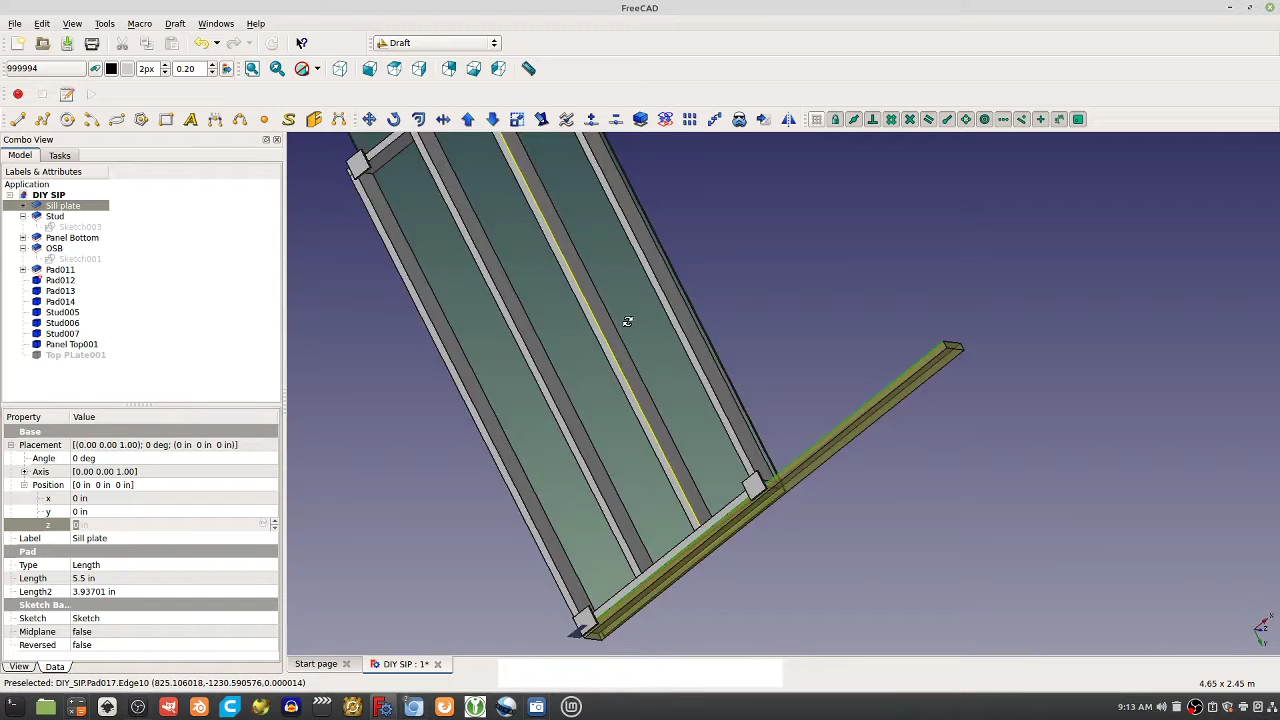 FreeCAD
File Edit View Tools Macro Draft Windows Help
Draft
999994 2px 0.20
Combo View
Model Tasks
Labels & Attributes
Application
DIY SIP
Sill plate
Stud
Sketch003
Panel Bottom
OSB
Sketch001
Pad011
Pad012
Pad013
Pad014
Stud005
Stud006
Stud007
Panel Top001
Top PLate001
Property Value
Base
Placement [(0.00 0.00 1.00); 0 deg; (0 in 0 in 0 in)]
Angle 0 deg
Axis [0.00 0.00 1.00]
Position [0 in 0 in 0 in]
x 0 in
y 0 in
z 0 in
Label Sill plate
Pad
Type Length
Length 5.5 in
Length2 3.93701 in
Sketch Ba...
Sketch Sketch
Midplane false
Reversed false
View Data
Start page DIY SIP : 1*
Preselected: DIY_SIP.Pad017.Edge10 (825.106018,-1230.590576,0.000014) 4.65 x 2.45 m
9:13 AM